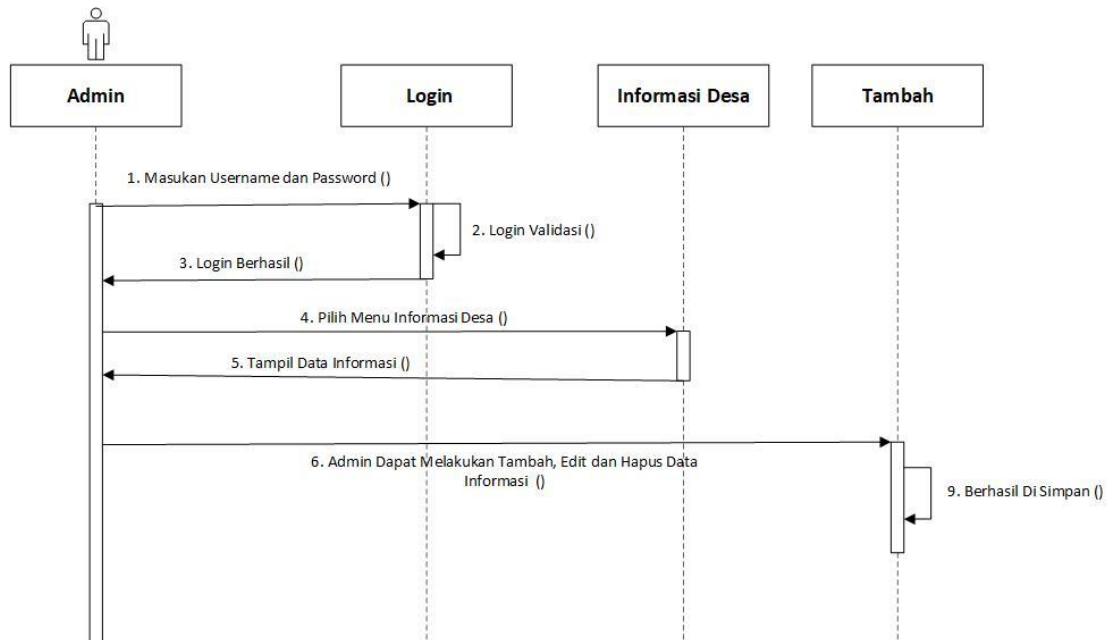 Admin
Login
Informasi Desa
Tambah
1. Masukan Username dan Password ()
2. Login Validasi ()
3. Login Berhasil ()
4. Pilih Menu Informasi Desa ()
5. Tampil Data Informasi ()
6. Admin Dapat Melakukan Tambah, Edit dan Hapus Data
Informasi ()
9. Berhasil Di Simpan ()